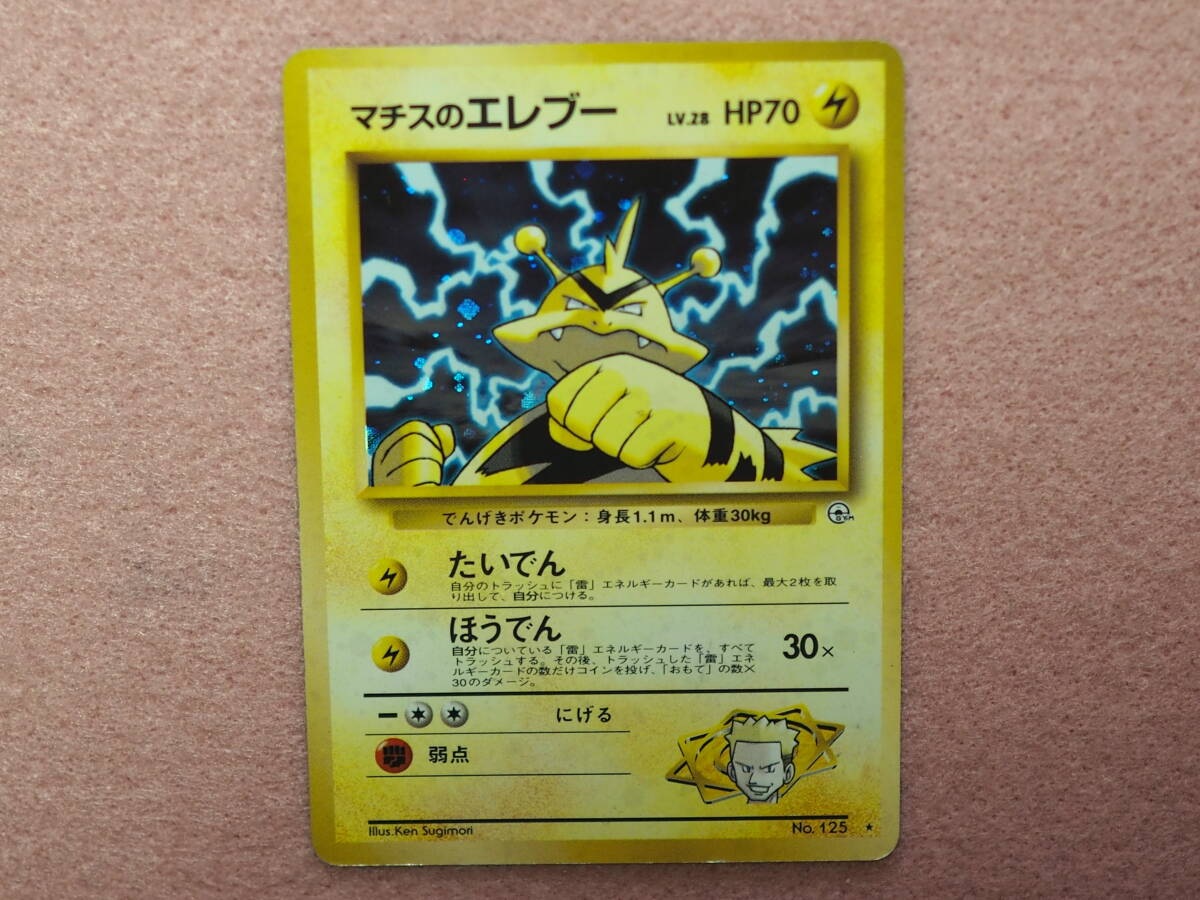 マチスのエレブー LV.28 HP70
でんげきポケモン：身長1.1m、体重30kg
GYM
たいでん
自分のトラッシュに「雷」エネルギーカードがあれば、最大2枚を取
り出して、自分につける。
ほうでん 30×
自分についている「雷」エネルギーカードを、すべて
トラッシュする。その後、トラッシュした「雷」エネ
ルギーカードの数だけコインを投げ、「おもて」の数×
30のダメージ。
にげる
弱点
Illus.Ken Sugimori No. 125 ★